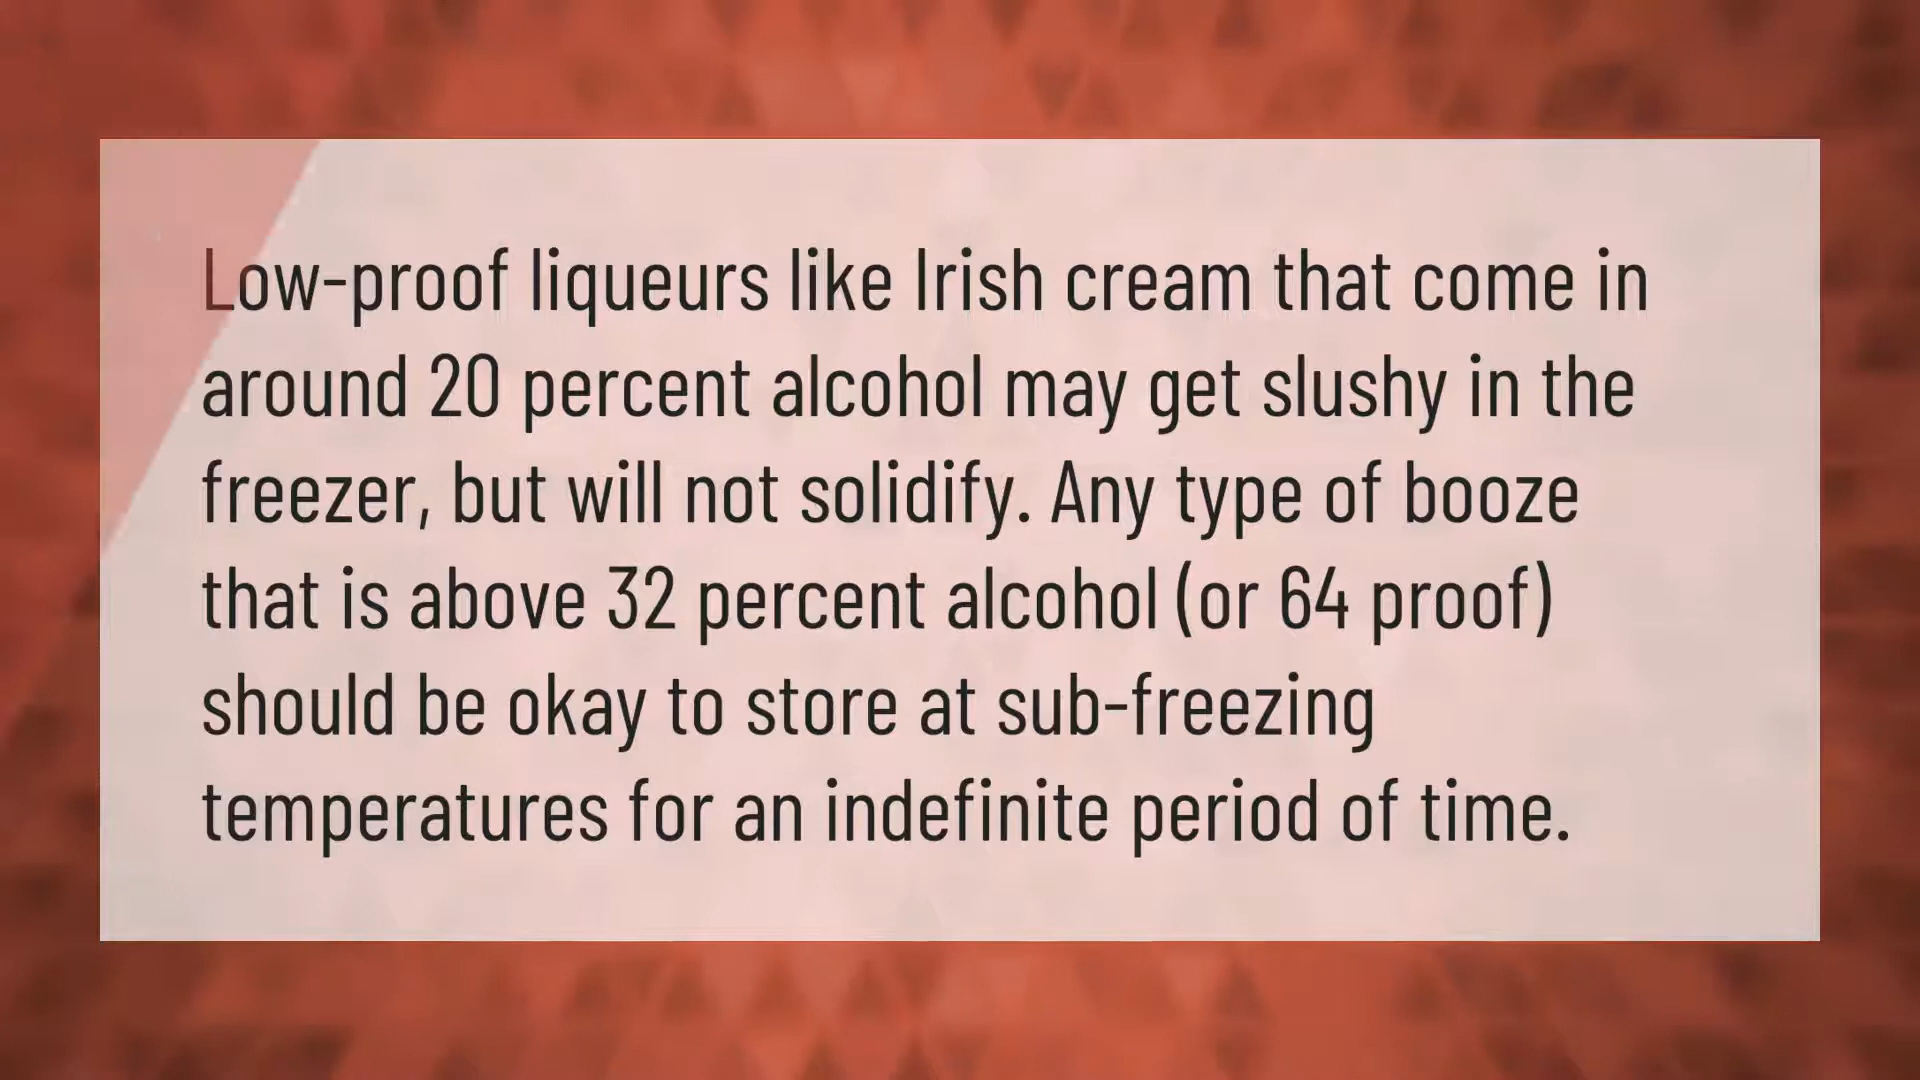 Low-proof liqueurs like Irish cream that come in
around 20 percent alcohol may get slushy in the
freezer, but will not solidify. Any type of booze
that is above 32 percent alcohol (or 64 proof)
should be okay to store at sub-freezing
temperatures for an indefinite period of time.